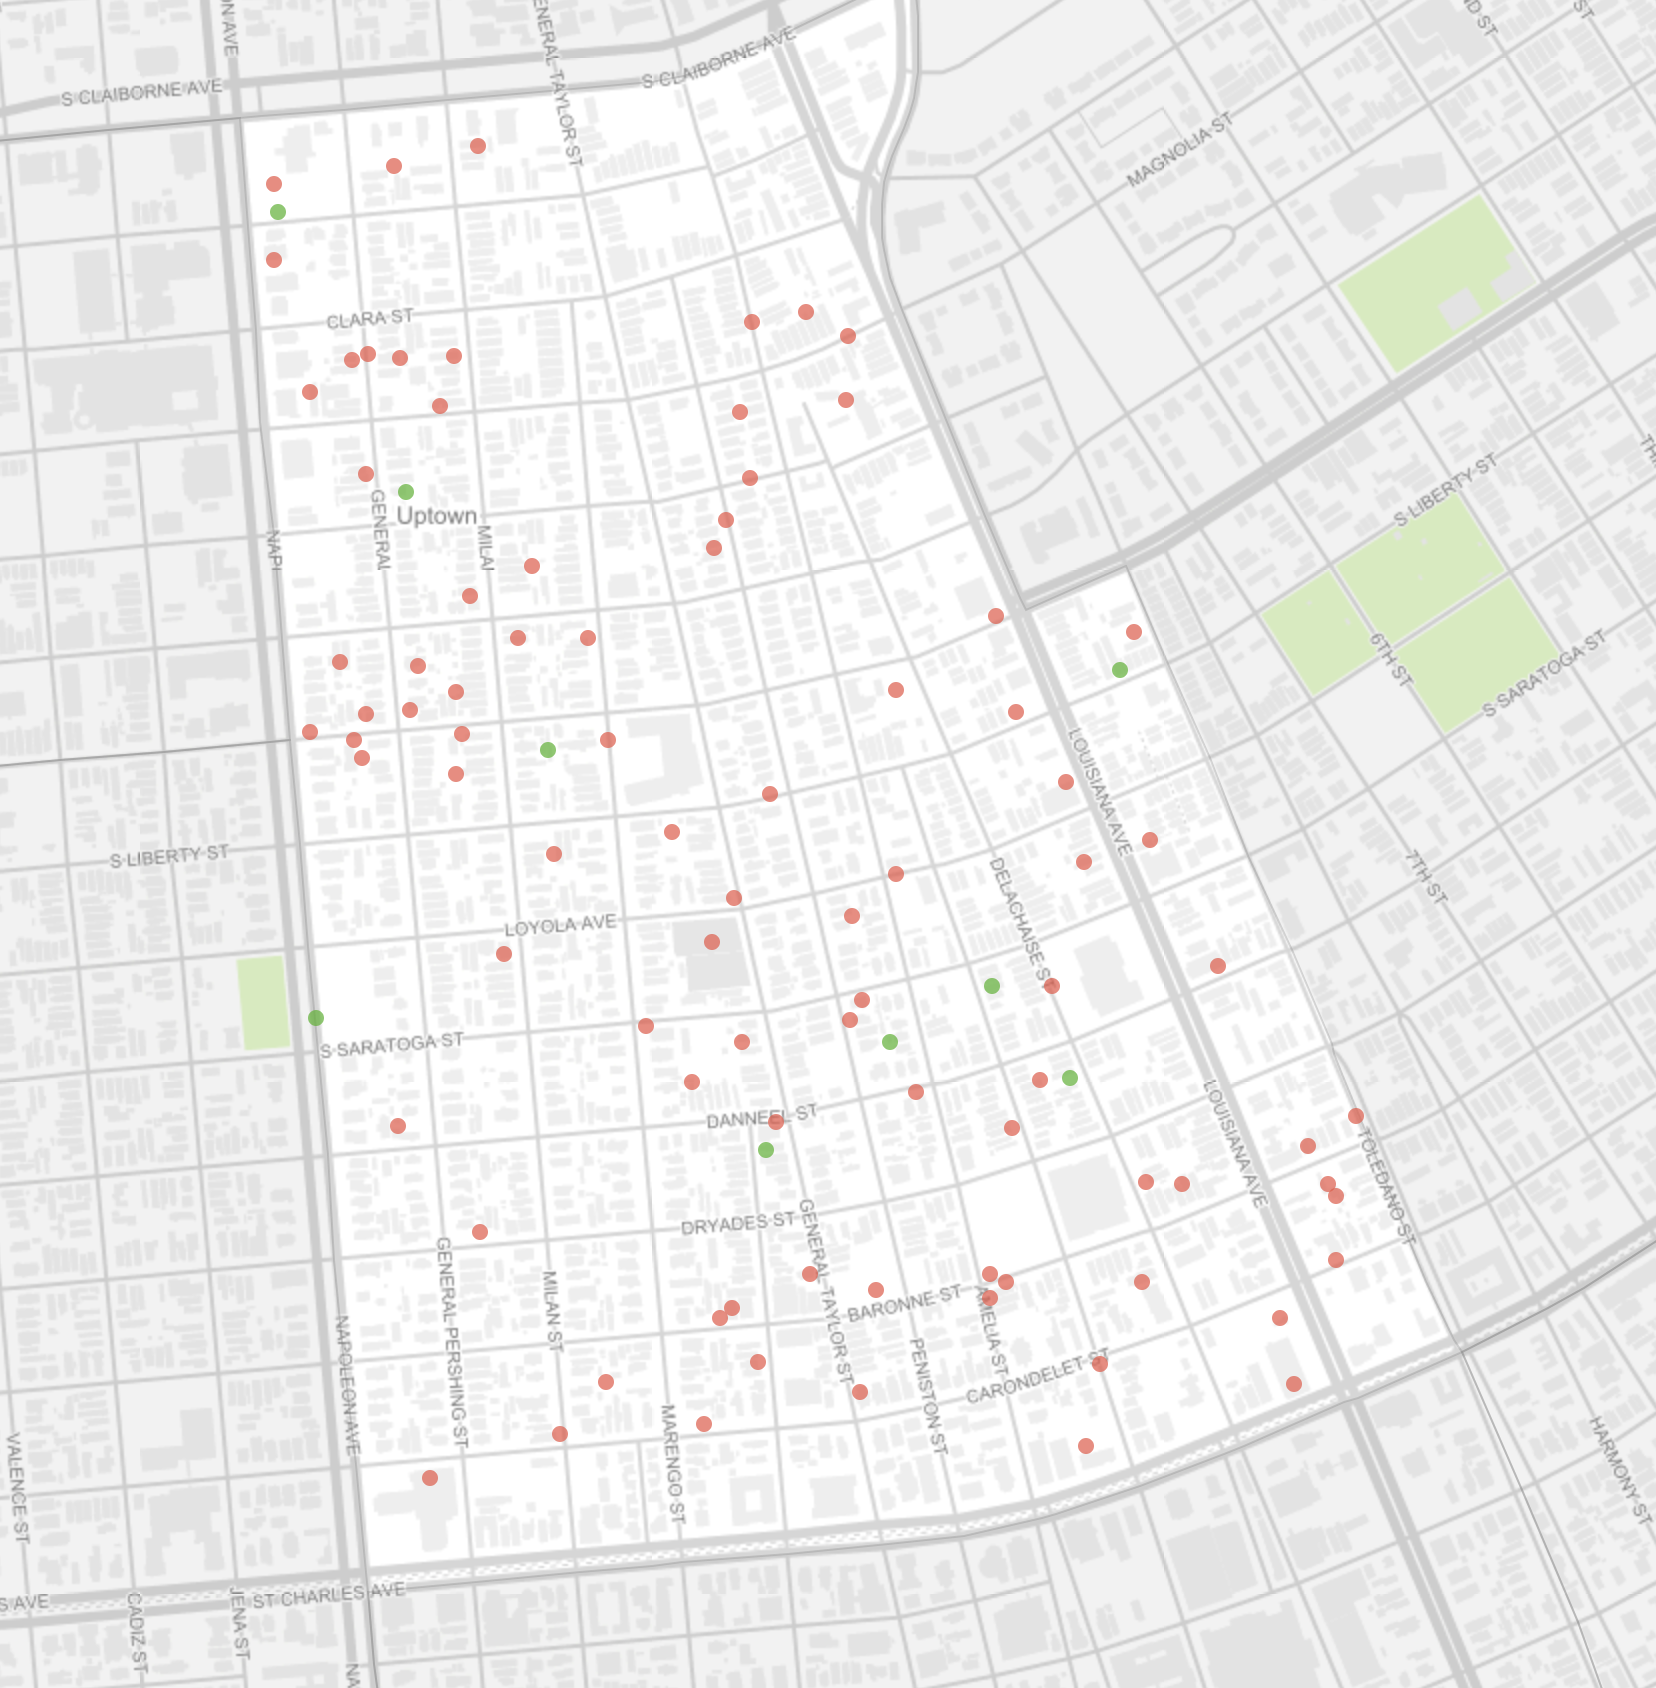 ON AVE
S CLAIBORNE AVE
S CLAIBORNE AVE
ENERAL TAYLOR ST
D ST
ST
MAGNOLIA ST
CLARA ST
S LIBERTY ST
TH
Uptown
GENERAL
MILAI
NAPI
6TH ST
S SARATOGA ST
LOUISIANA AVE
S LIBERTY ST
7TH ST
DELACHAISE ST
LOYOLA AVE
S SARATOGA ST
DANNEEL ST
LOUISIANA AVE
TOLEDANO ST
DRYADES ST
GENERAL TAYLOR ST
GENERAL PERSHING ST
MILAN ST
BARONNE ST
AMELIA ST
NAPOLEON AVE
PENISTON ST
CARONDELET ST
MARENGO ST
VALENCE ST
HARMONY ST
S AVE
ST CHARLES AVE
CADIZ ST
JENA ST
NA